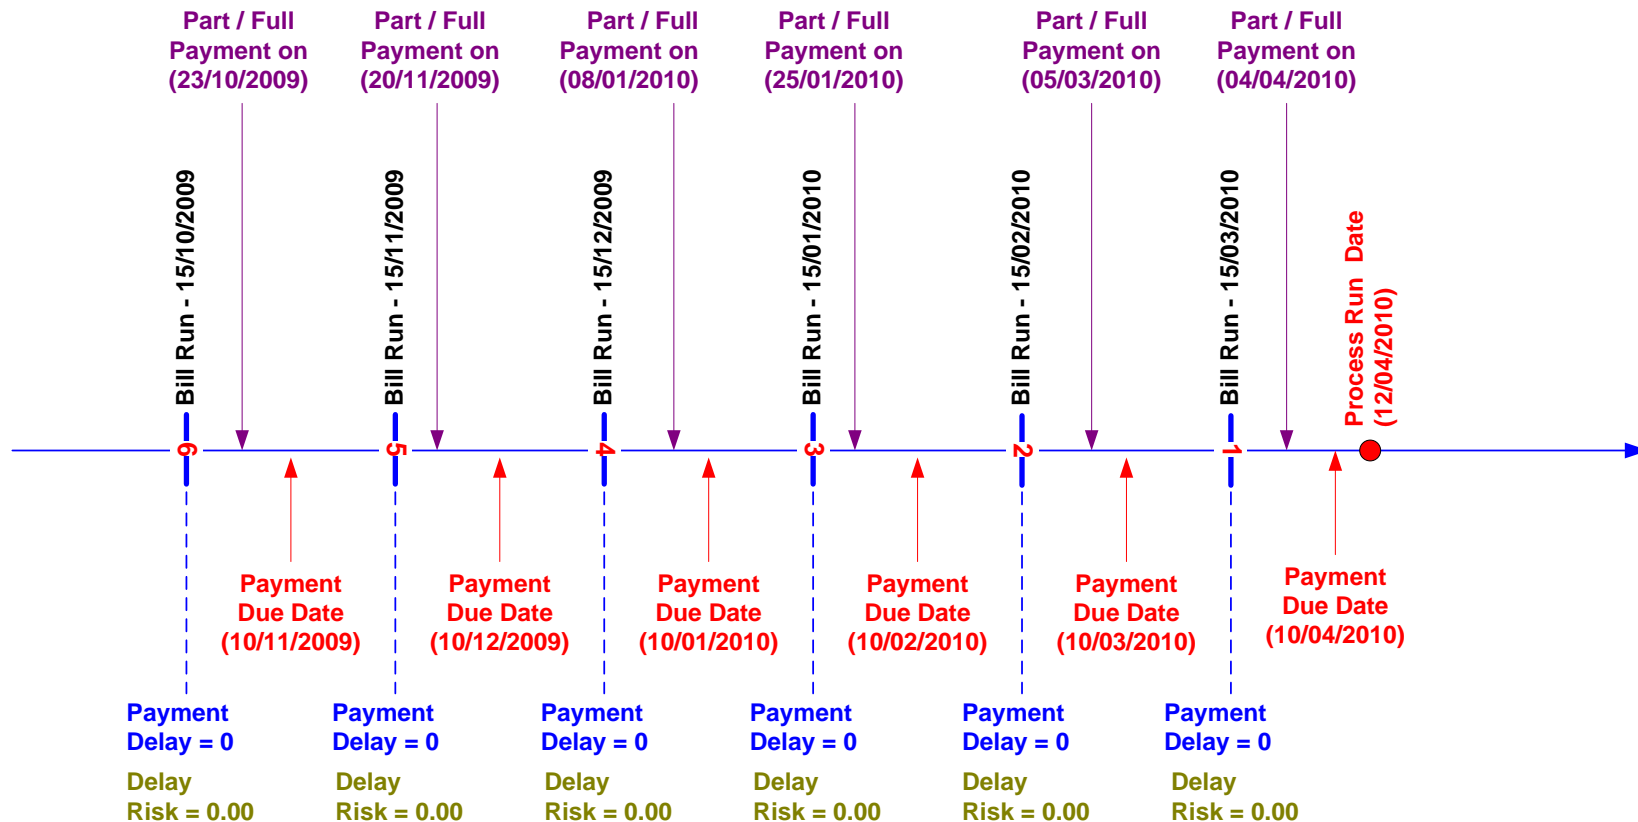 Part / Full
Payment on
(23/10/2009)
Part / Full
Payment on
(20/11/2009)
Part / Full
Payment on
(08/01/2010)
Part / Full
Payment on
(25/01/2010)
Part / Full
Payment on
(05/03/2010)
Part / Full
Payment on
(04/04/2010)
Bill Run - 15/10/2009
Bill Run - 15/11/2009
Bill Run - 15/12/2009
Bill Run - 15/01/2010
Bill Run - 15/02/2010
Bill Run - 15/03/2010
Process Run Date
(12/04/2010)
6
5
4
3
2
1
Payment
Due Date
(10/11/2009)
Payment
Due Date
(10/12/2009)
Payment
Due Date
(10/01/2010)
Payment
Due Date
(10/02/2010)
Payment
Due Date
(10/03/2010)
Payment
Due Date
(10/04/2010)
Payment
Delay = 0
Payment
Delay = 0
Payment
Delay = 0
Payment
Delay = 0
Payment
Delay = 0
Payment
Delay = 0
Delay
Risk = 0.00
Delay
Risk = 0.00
Delay
Risk = 0.00
Delay
Risk = 0.00
Delay
Risk = 0.00
Delay
Risk = 0.00